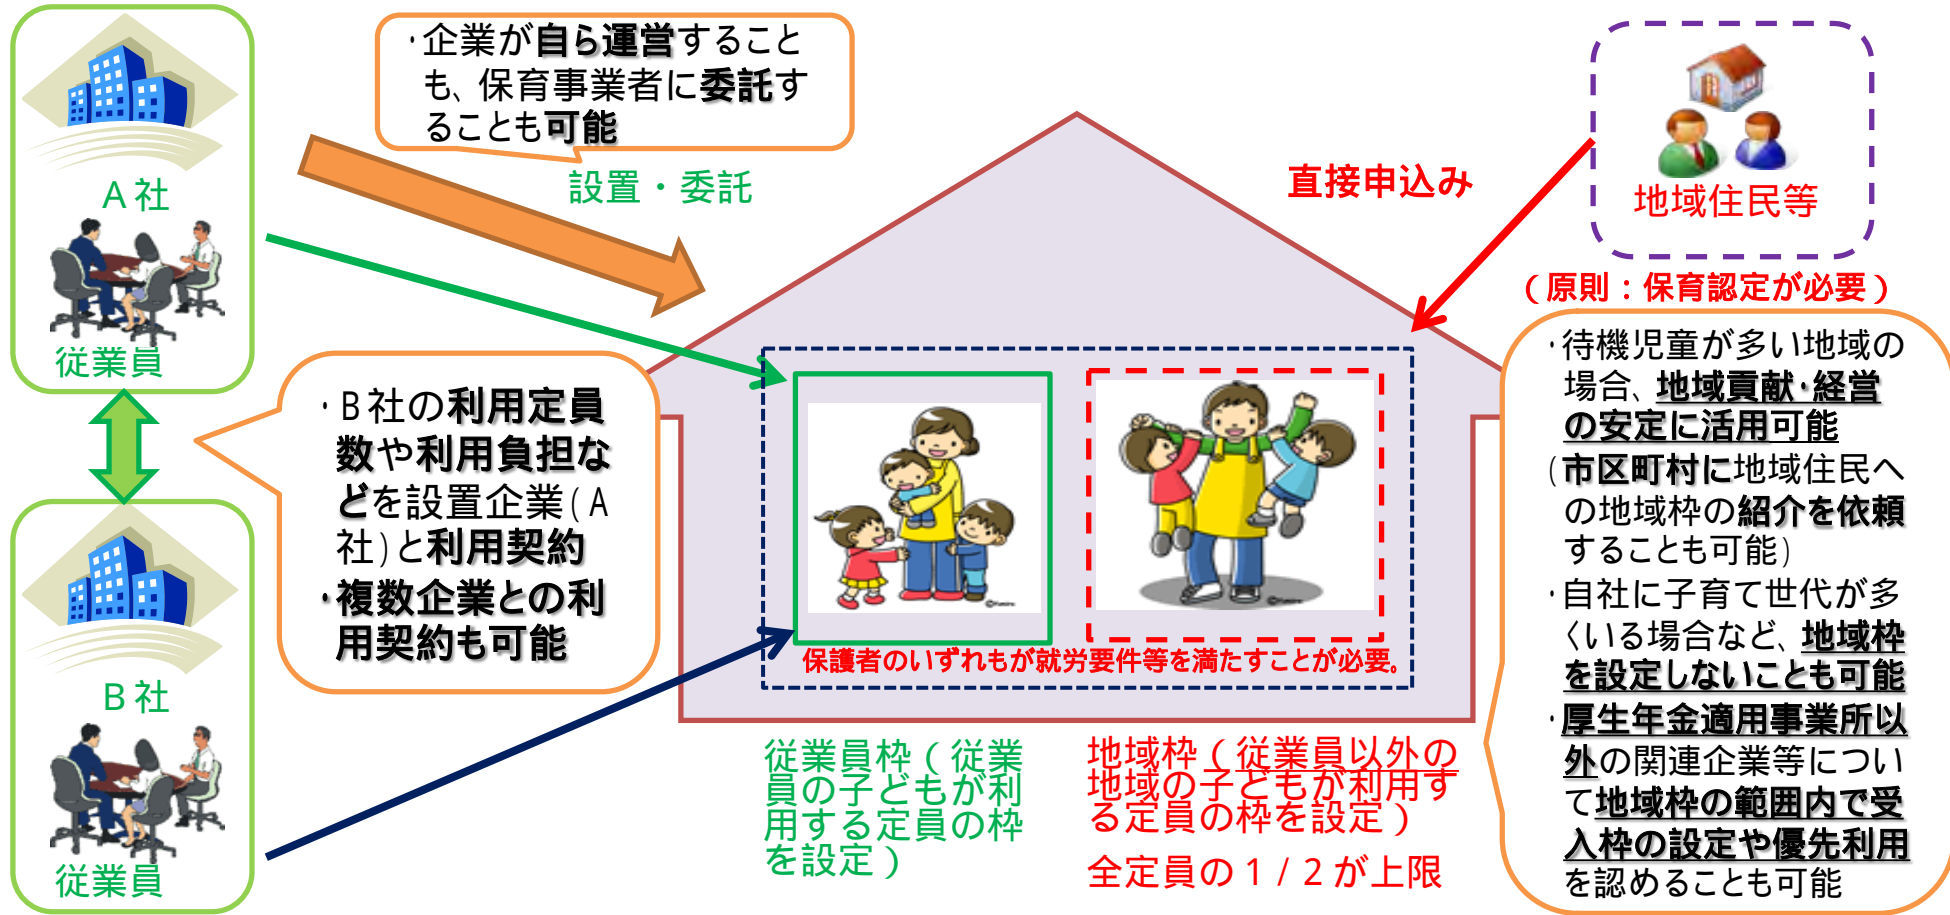 ・企業が自ら運営すること
も、保育事業者に委託す
ることも可能
設置・委託
A社
従業員
・B社の利用定員
数や利用負担な
どを設置企業(A
社)と利用契約
・複数企業との利
用契約も可能
B社
従業員
直接申込み
地域住民等
(原則:保育認定が必要)
保護者のいずれもが就労要件等を満たすことが必要。
従業員枠(従業
員の子どもが利
用する定員の枠
を設定)
地域枠(従業員以外の
地域の子どもが利用す
る定員の枠を設定)
全定員の1/2が上限
・待機児童が多い地域の
場合、地域貢献・経営
の安定に活用可能
(市区町村に地域住民へ
の地域枠の紹介を依頼
することも可能)
・自社に子育て世代が多
くいる場合など、地域枠
を設定しないことも可能
・厚生年金適用事業所以
外の関連企業等につい
て地域枠の範囲内で受
入枠の設定や優先利用
を認めることも可能